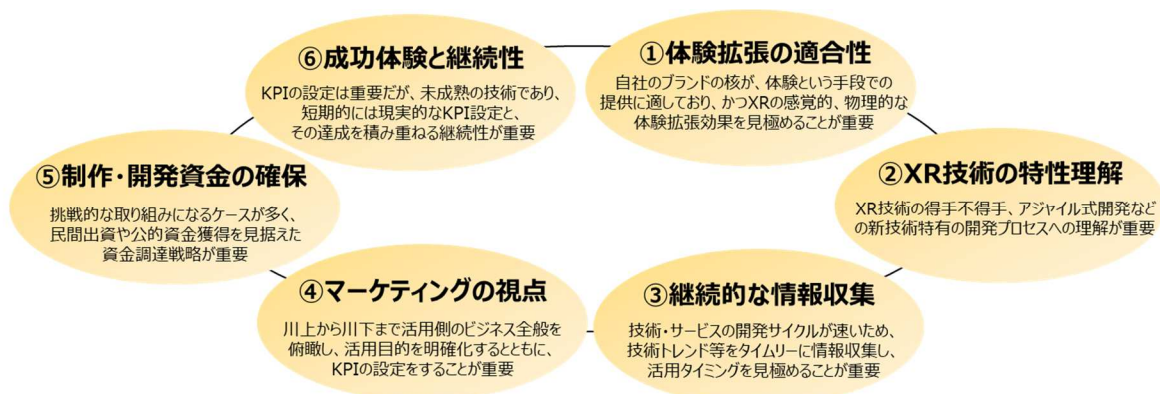 ①体験拡張の適合性
自社のブランドの核が、体験という手段での
提供に適しており、かつXRの感覚的、物理的な
体験拡張効果を見極めることが重要
②XR技術の特性理解
XR技術の得手不得手、アジャイル式開発など
の新技術特有の開発プロセスへの理解が重要
③継続的な情報収集
技術・サービスの開発サイクルが速いため、
技術トレンド等をタイムリーに情報収集し、
活用タイミングを見極めることが重要
④マーケティングの視点
川上から川下まで活用側のビジネス全般を
俯瞰し、活用目的を明確化するとともに、
KPIの設定をすることが重要
⑤制作・開発資金の確保
挑戦的な取り組みになるケースが多く、
民間出資や公的資金獲得を見据えた
資金調達戦略が重要
⑥成功体験と継続性
KPIの設定は重要だが、未成熟の技術であり、
短期的には現実的なKPI設定と、
その達成を積み重ねる継続性が重要